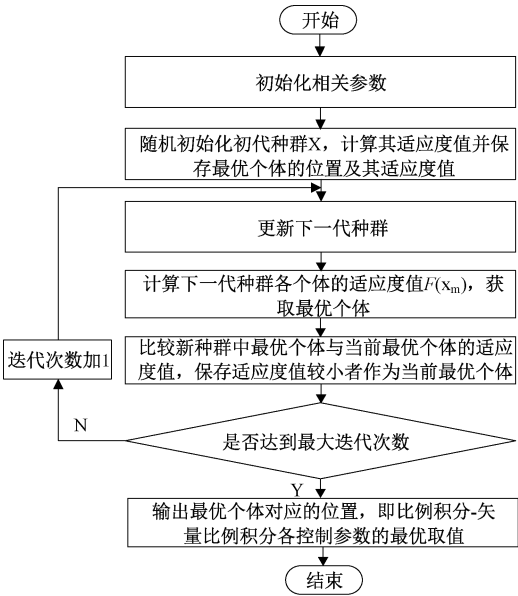 开始
初始化相关参数
随机初始化初代种群X，计算其适应度值并保
存最优个体的位置及其适应度值
更新下一代种群
计算下一代种群各个体的适应度值F(xm)，获
取最优个体
比较新种群中最优个体与当前最优个体的适应
度值，保存适应度值较小者作为当前最优个体
迭代次数加1
N
是否达到最大迭代次数
Y
输出最优个体对应的位置，即比例积分-矢
量比例积分各控制参数的最优取值
结束